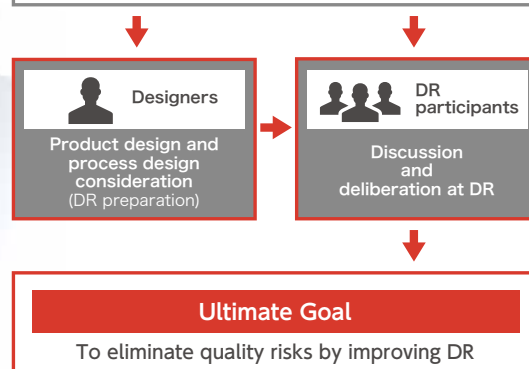 Designers
Product design and
process design
consideration
(DR preparation)
DR
participants
Discussion
and
deliberation at DR
Ultimate Goal
To eliminate quality risks by improving DR